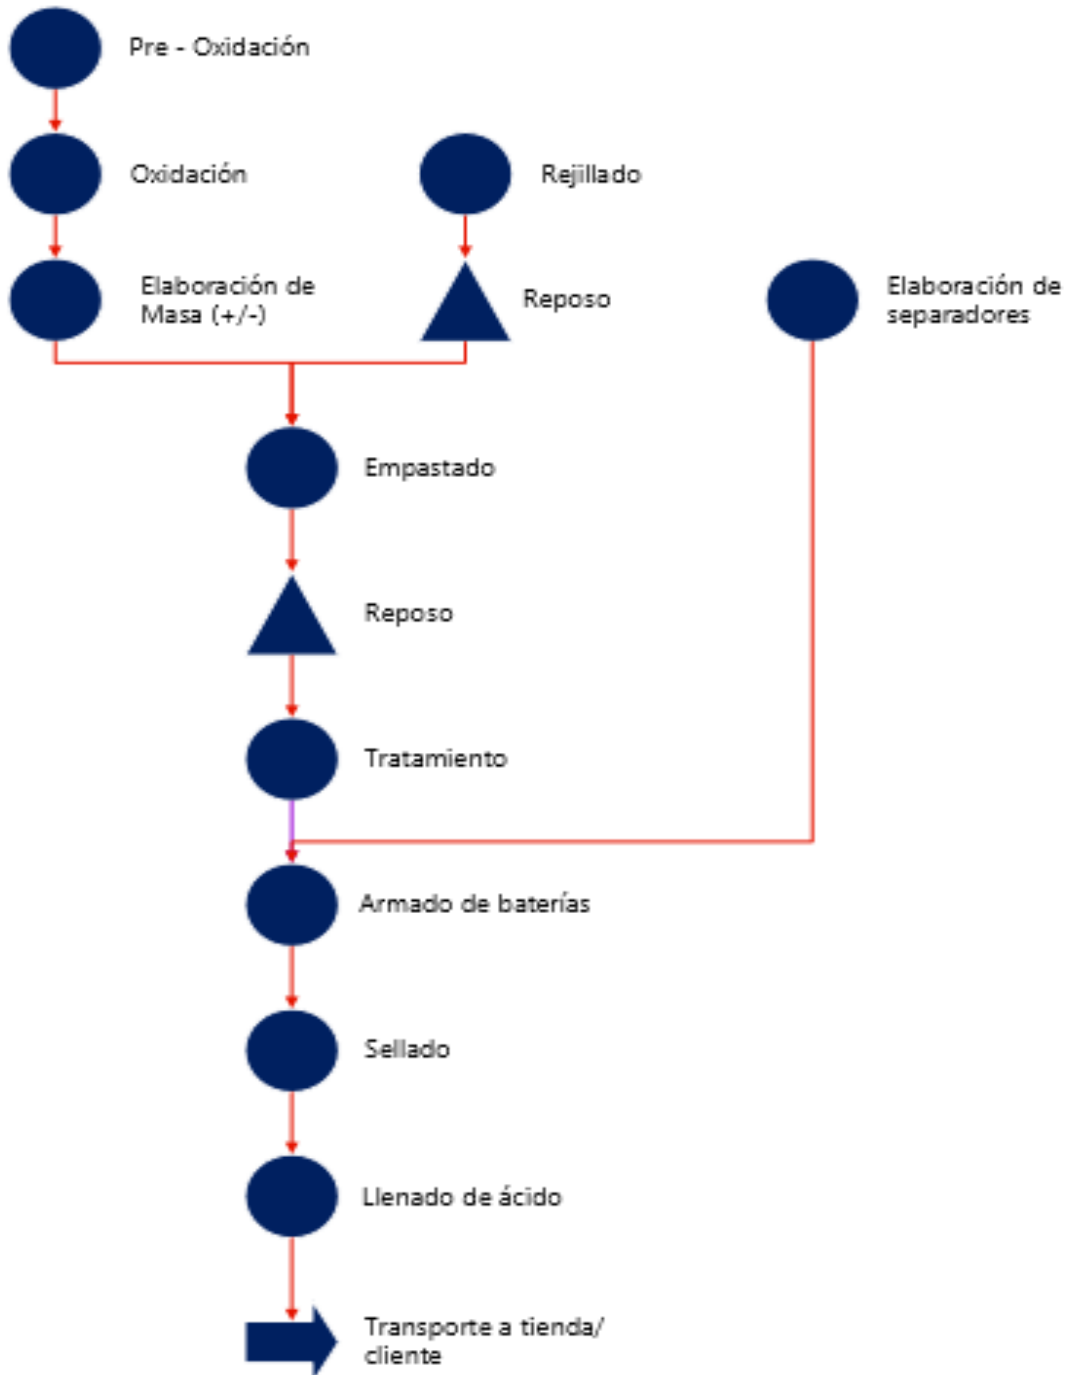 Pre - Oxidación
Oxidación
Rejillado
Elaboración de
Masa (+/-)
Reposo
Elaboración de
separadores
Empastado
Reposo
Tratamiento
Armado de baterías
Sellado
Llenado de ácido
Transporte a tienda/
cliente